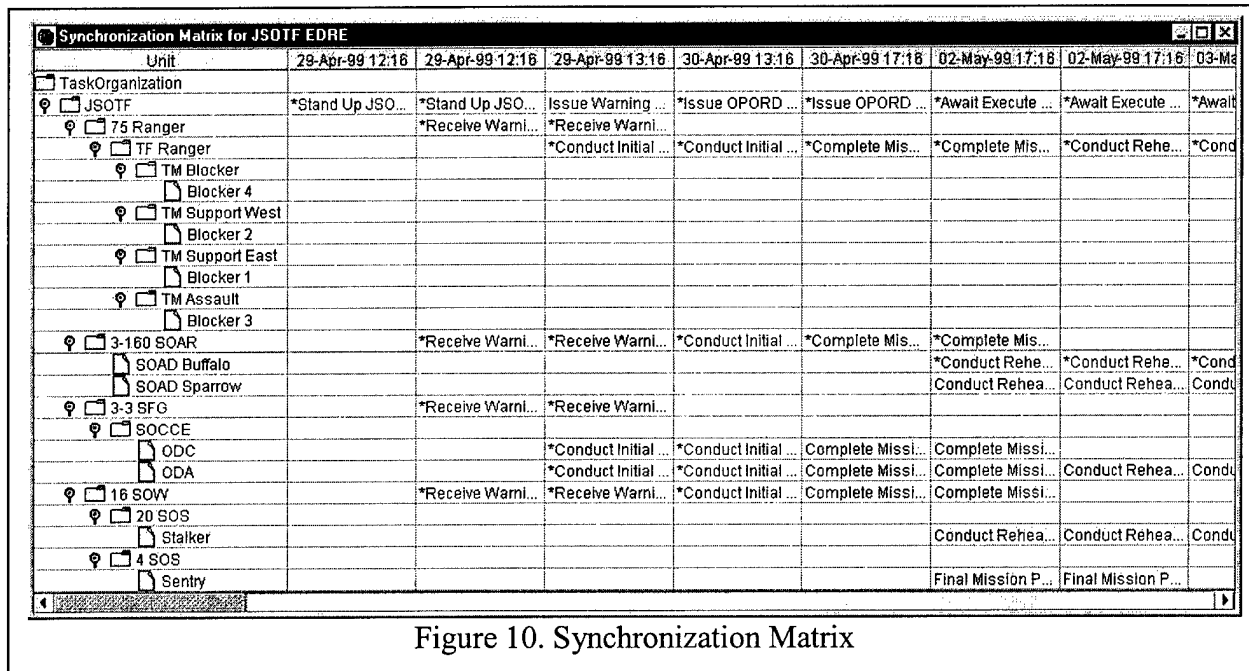 Synchronization Matrix for JSOTF EDRE
Unit 29-Apr-99 12:16 29-Apr-99 12:16 29-Apr-99 13:16 30-Apr-99 13:16 30-Apr-99 17:16 02-May-99 17:16 02-May-99 17:16 03-Ma
TaskOrganization
JSOTF *Stand Up JSO... *Stand Up JSO... Issue Warning ... *Issue OPORD ... *Issue OPORD ... *Await Execute ... *Await Execute ... *Await
75 Ranger *Receive Warni... *Receive Warni...
TF Ranger *Conduct Initial ... *Conduct Initial ... *Complete Mis... *Complete Mis... *Conduct Rehe... *Cond
TM Blocker
Blocker 4
TM Support West
Blocker 2
TM Support East
Blocker 1
TM Assault
Blocker 3
3-160 SOAR *Receive Warni... *Receive Warni... *Conduct Initial ... *Complete Mis... *Complete Mis...
SOAD Buffalo *Conduct Rehe... *Conduct Rehe... *Cond
SOAD Sparrow Conduct Rehea... Conduct Rehea... Condu
3-3 SFG *Receive Warni... *Receive Warni...
SOCCE
ODC *Conduct Initial ... *Conduct Initial ... Complete Missi... Complete Missi...
ODA *Conduct Initial ... *Conduct Initial ... Complete Missi... Complete Missi... Conduct Rehea... Condu
16 SOW *Receive Warni... *Receive Warni... *Conduct Initial ... Complete Missi... Complete Missi...
20 SOS
Stalker Conduct Rehea... Conduct Rehea... Condu
4 SOS
Sentry Final Mission P... Final Mission P...
Figure 10. Synchronization Matrix